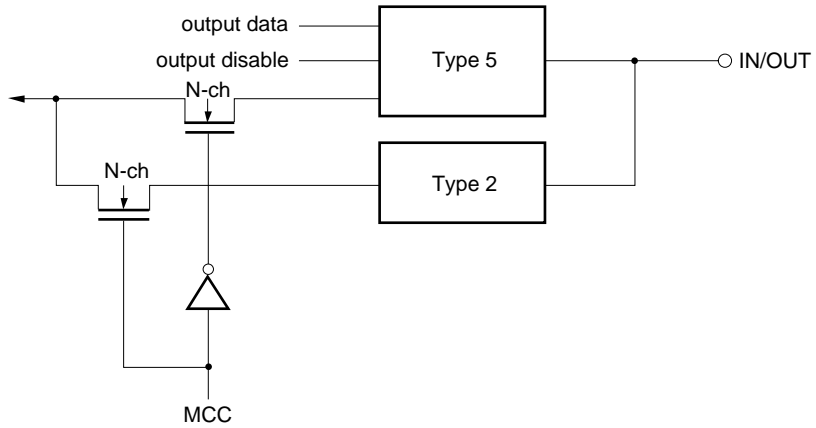 output data
output disable
Type 5
IN/OUT
N-ch
N-ch
Type 2
MCC